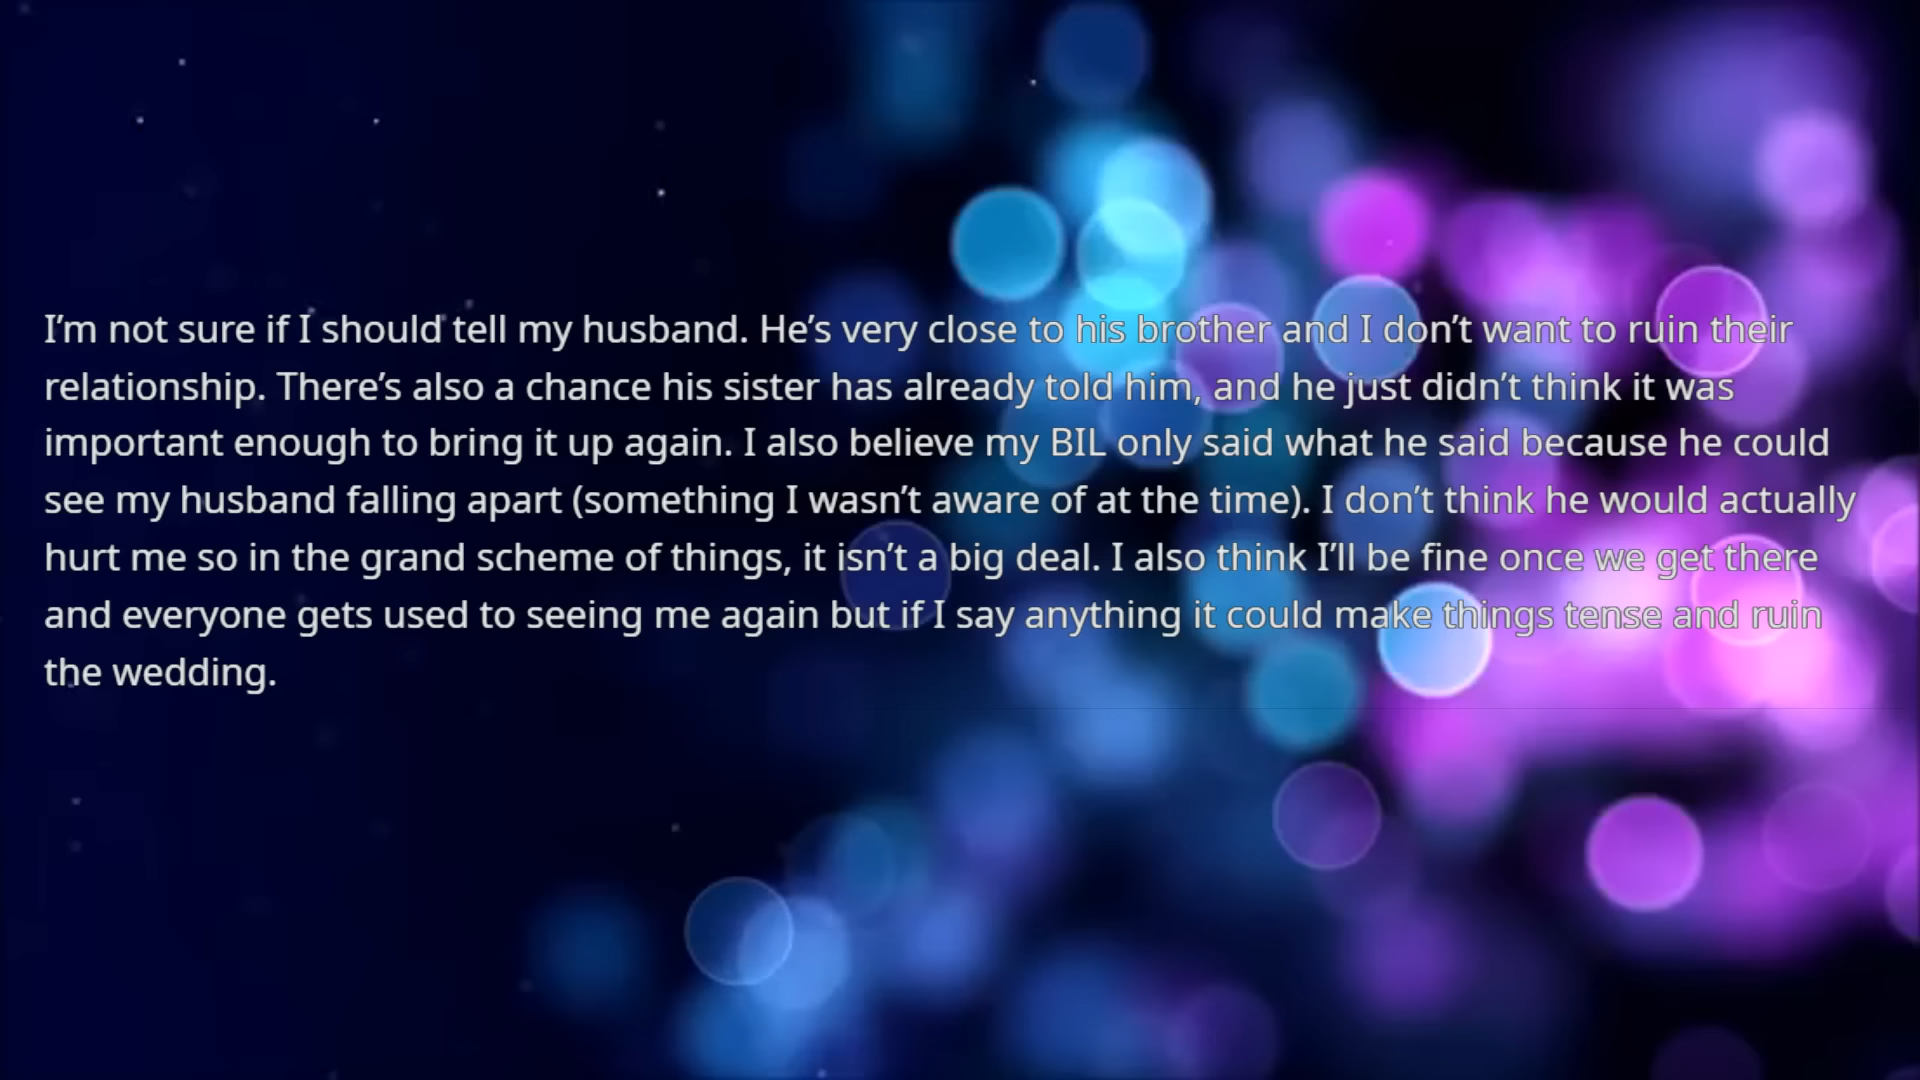 I’m not sure if I should tell my husband. He’s very close to his brother and I don’t want to ruin their
relationship. There’s also a chance his sister has already told him, and he just didn’t think it was
important enough to bring it up again. I also believe my BIL only said what he said because he could
see my husband falling apart (something I wasn’t aware of at the time). I don’t think he would actually
hurt me so in the grand scheme of things, it isn’t a big deal. I also think I’ll be fine once we get there
and everyone gets used to seeing me again but if I say anything it could make things tense and ruin
the wedding.